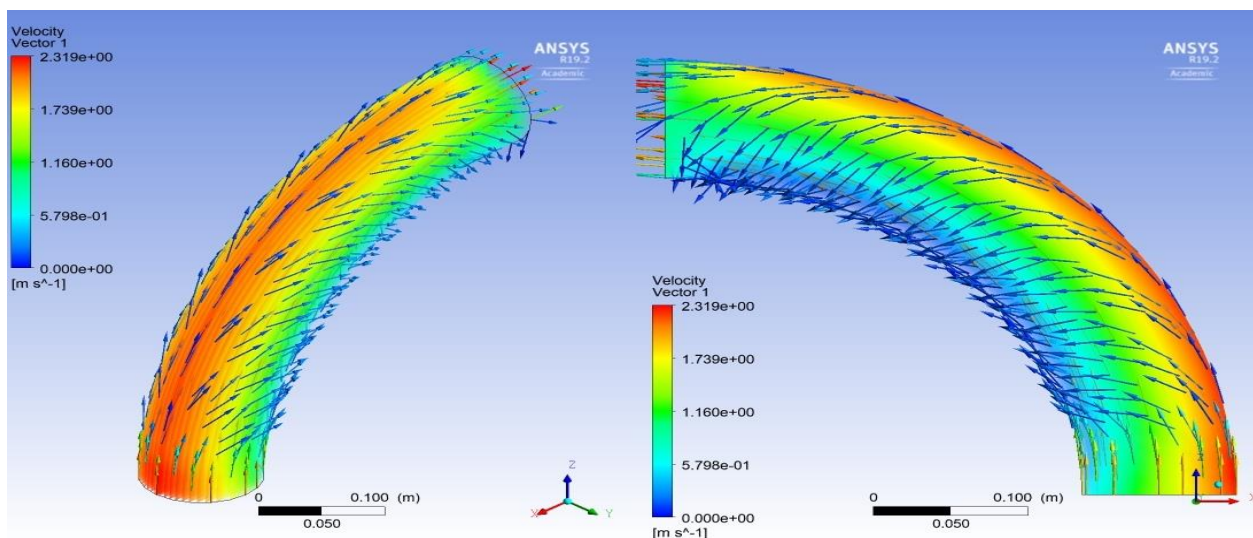 Velocity
Vector 1
2.319e+00
1.739e+00
1.160e+00
5.798e-01
0.000e+00
[m s^-1]
ANSYS
R19.2
Academic
0 0.100 (m)
0.050
Z
X
Y
ANSYS
R19.2
Academic
Velocity
Vector 1
2.319e+00
1.739e+00
1.160e+00
5.798e-01
0.000e+00
[m s^-1]
0 0.100 (m)
0.050
Z
X